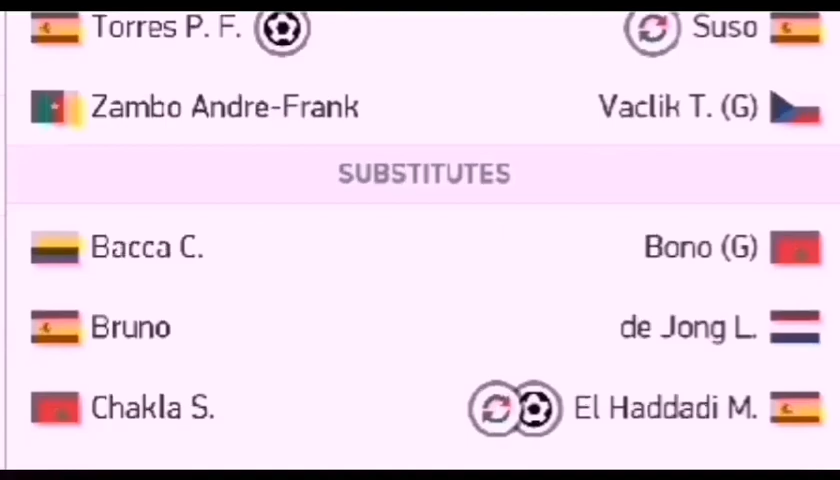 Torres P. F. Suso
Zambo Andre-Frank Vaclik T. (G)
SUBSTITUTES
Bacca C. Bono (G)
Bruno de Jong L.
Chakla S. El Haddadi M.